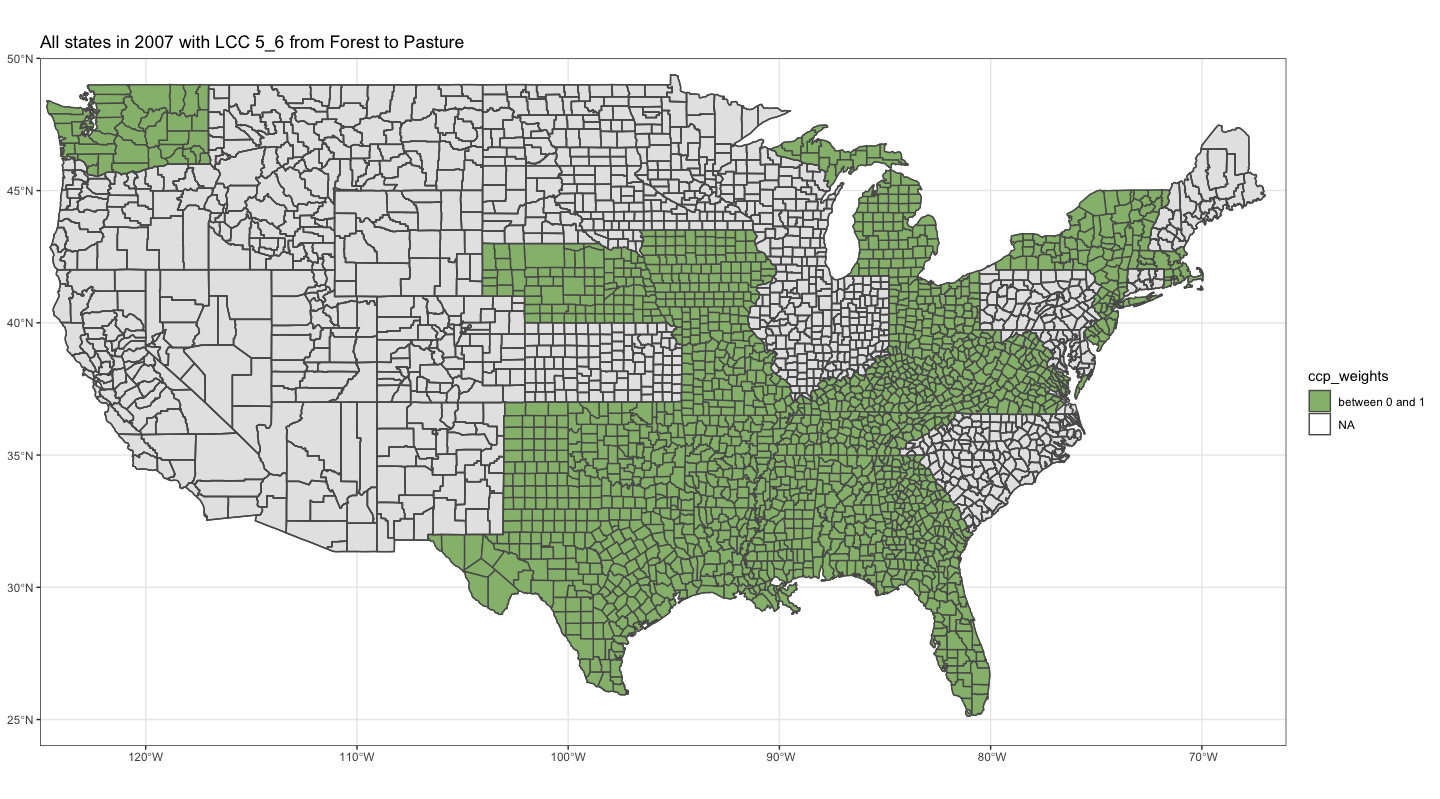 All states in 2007 with LCC 5_6 from Forest to Pasture
50°N
45°N
40°N
35°N
30°N
25°N
120°W
110°W
100°W
90°W
80°W
70°W
ccp_weights
between 0 and 1
NA